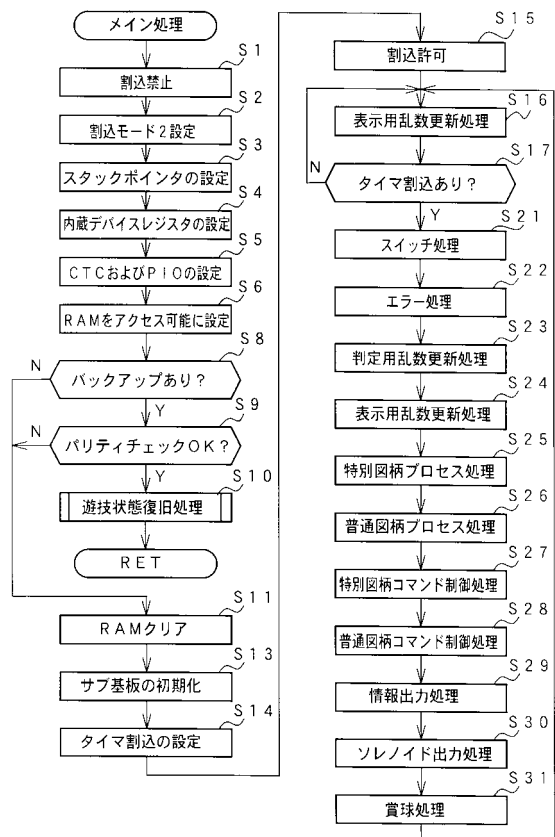 メイン処理
S1
割込禁止
S2
割込モード2設定
S3
スタックポインタの設定
S4
内蔵デバイスレジスタの設定
S5
CTCおよびPIOの設定
S6
RAMをアクセス可能に設定
S8
N
バックアップあり?
Y
S9
N
パリティチェックOK?
Y
S10
遊技状態復旧処理
RET
S11
RAMクリア
S13
サブ基板の初期化
S14
タイマ割込の設定
S15
割込許可
S16
表示用乱数更新処理
S17
N
タイマ割込あり?
Y
S21
スイッチ処理
S22
エラー処理
S23
判定用乱数更新処理
S24
表示用乱数更新処理
S25
特別図柄プロセス処理
S26
普通図柄プロセス処理
S27
特別図柄コマンド制御処理
S28
普通図柄コマンド制御処理
S29
情報出力処理
S30
ソレノイド出力処理
S31
賞球処理